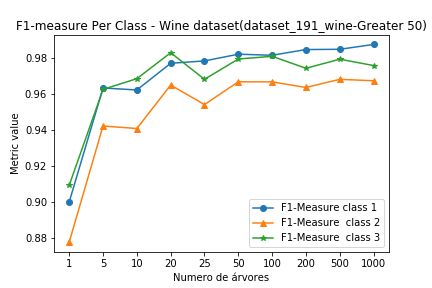 F1-measure Per Class - Wine dataset(dataset_191_wine-Greater 50)
Metric value
0.98
0.96
0.94
0.92
0.90
0.88
F1-Measure class 1
F1-Measure  class 2
F1-Measure  class 3
1 5 10 20 25 50 100 200 500 1000
Numero de árvores